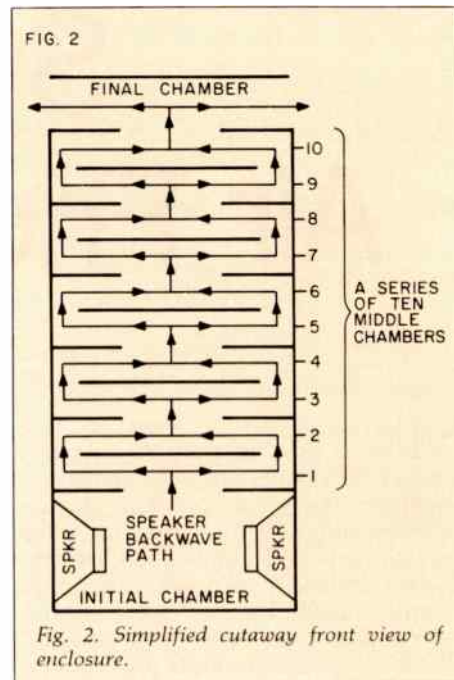 FIG. 2
FINAL CHAMBER
10
9
8
7
6
5
4
3
2
1
A SERIES
OF TEN
MIDDLE
CHAMBERS
SPEAKER
BACKWAVE
PATH
SPKR
SPKR
INITIAL CHAMBER
Fig. 2. Simplified cutaway front view of
enclosure.